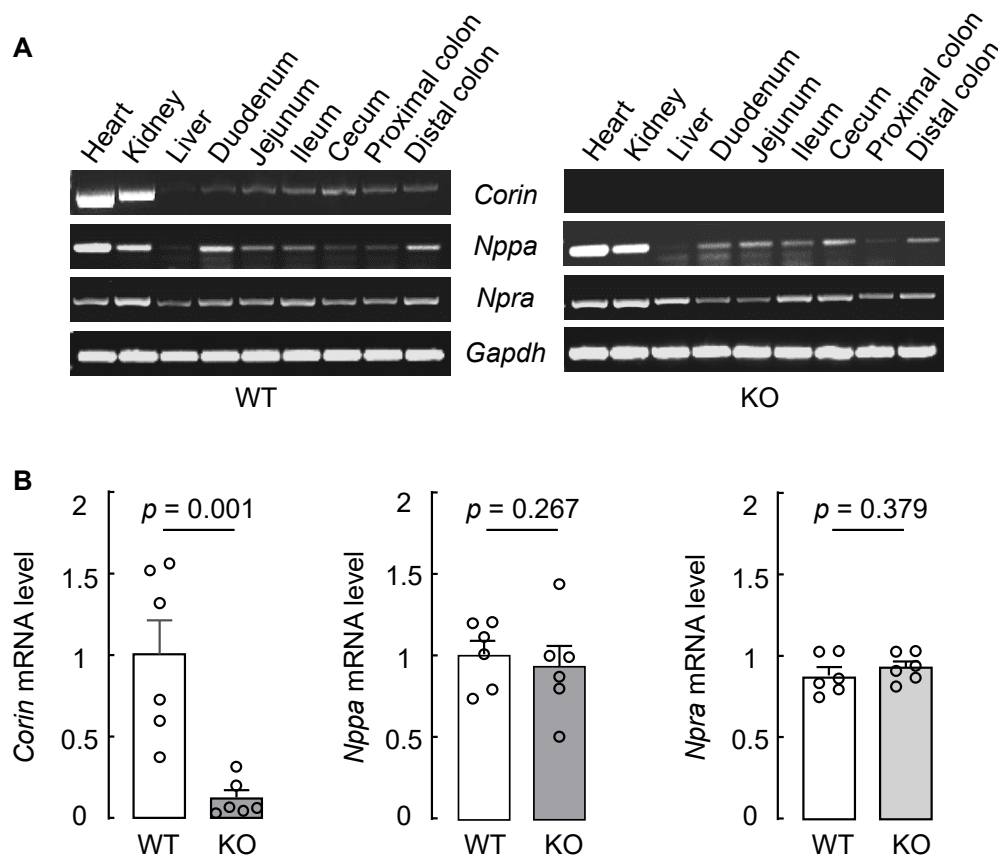 A
Heart Kidney Liver Duodenum Jejunum Ileum Cecum Proximal colon Distal colon
Heart Kidney Liver Duodenum Jejunum Ileum Cecum Proximal colon Distal colon
Corin
Nppa
Npra
Gapdh
WT
KO
B
Corin mRNA level
2
1.5
1
0.5
0
p = 0.001
WT KO
Nppa mRNA level
2
1.5
1
0.5
0
p = 0.267
WT KO
Npra mRNA level
2
1.5
1
0.5
0
p = 0.379
WT KO